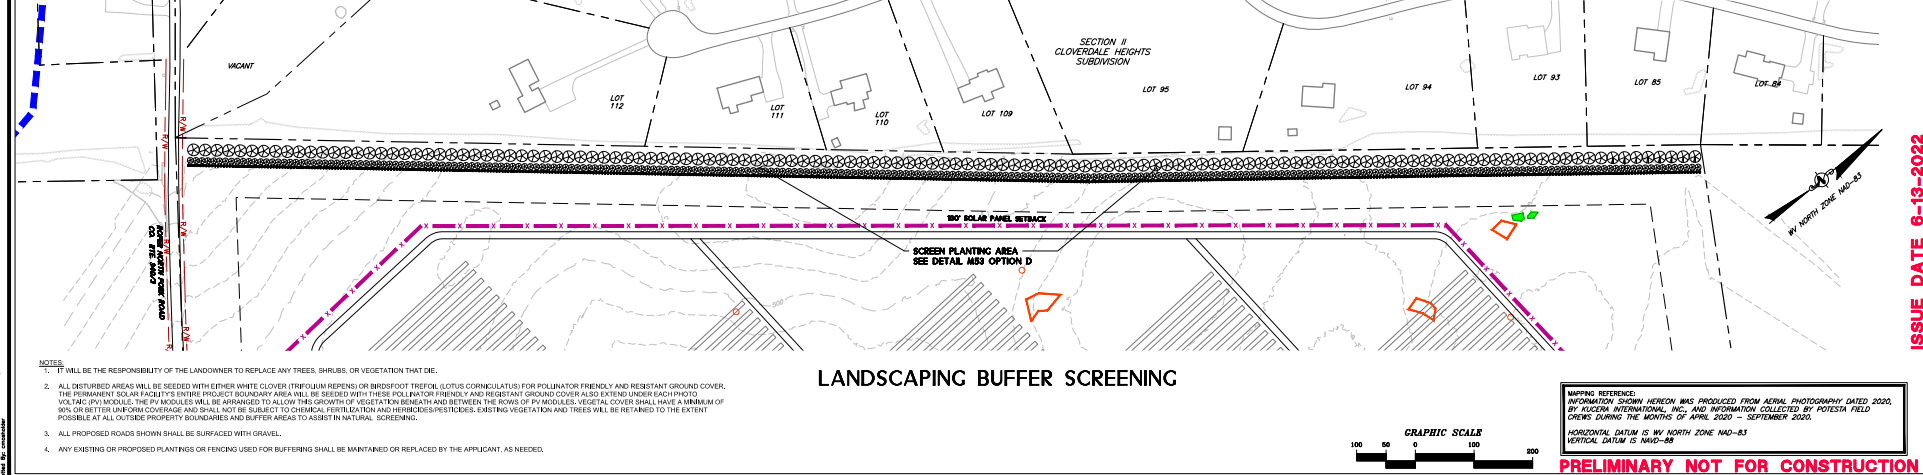 VACANT
SECTION II
CLOVERDALE HEIGHTS
SUBDIVISION
LOT
112
LOT
111
LOT
110
LOT 109
LOT 95
LOT 94
LOT 93
LOT 85
LOT 84
R/W
R/W
R/W
R/W
R/W
R/W
NORTH FORK ROAD
CO. RTE
100' SOLAR PANEL SETBACK
SCREEN PLANTING AREA
SEE DETAIL M53 OPTION D
500
N
WV NORTH ZONE NAD-83
ISSUE DATE 6-13-2022
NOTES:
1. IT WILL BE THE RESPONSIBILITY OF THE LANDOWNER TO REPLACE ANY TREES, SHRUBS, OR VEGETATION THAT DIE.
2. ALL DISTURBED AREAS WILL BE SEEDED WITH EITHER WHITE CLOVER (TRIFOLIUM REPENS) OR BIRDSFOOT TREFOIL (LOTUS CORNICULATUS) FOR POLLINATOR FRIENDLY AND RESISTANT GROUND COVER.
THE PERMANENT SOLAR FACILITY'S ENTIRE PROJECT BOUNDARY AREA WILL BE SEEDED WITH THESE POLLINATOR FRIENDLY AND REGISTANT GROUND COVER ALSO EXTEND UNDER EACH PHOTO
VOLTAIC (PV) MODULE. THE PV MODULES WILL BE ARRANGED TO ALLOW THIS GROWTH OF VEGETATION BENEATH AND BETWEEN THE ROWS OF PV MODULES. VEGETAL COVER SHALL HAVE A MINIMUM OF
90% OR BETTER UNIFORM COVERAGE AND SHALL NOT BE SUBJECT TO CHEMICAL FERTILIZATION AND HERBICIDES/PESTICIDES. EXISTING VEGETATION AND TREES WILL BE RETAINED TO THE EXTENT
POSSIBLE AT ALL OUTSIDE PROPERTY BOUNDARIES AND BUFFER AREAS TO ASSIST IN NATURAL SCREENING.
3. ALL PROPOSED ROADS SHOWN SHALL BE SURFACED WITH GRAVEL.
4. ANY EXISTING OR PROPOSED PLANTINGS OR FENCING USED FOR BUFFERING SHALL BE MAINTAINED OR REPLACED BY THE APPLICANT, AS NEEDED.
LANDSCAPING BUFFER SCREENING
GRAPHIC SCALE
100 50 0 100 200
MAPPING REFERENCE:
INFORMATION SHOWN HEREON WAS PRODUCED FROM AERIAL PHOTOGRAPHY DATED 2020,
BY KUCERA INTERNATIONAL, INC., AND INFORMATION COLLECTED BY POTESTA FIELD
CREWS DURING THE MONTHS OF APRIL 2020 – SEPTEMBER 2020.
HORIZONTAL DATUM IS WV NORTH ZONE NAD-83
VERTICAL DATUM IS NAVD-88
PRELIMINARY NOT FOR CONSTRUCTION